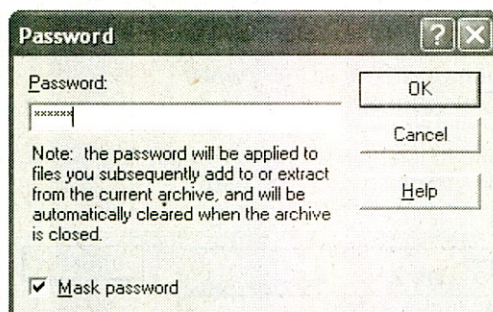 Password
Password:
OK
******
Cancel
Note: the password will be applied to
files you subsequently add to or extract
from the current archive, and will be
automatically cleared when the archive
is closed.
Help
Mask password